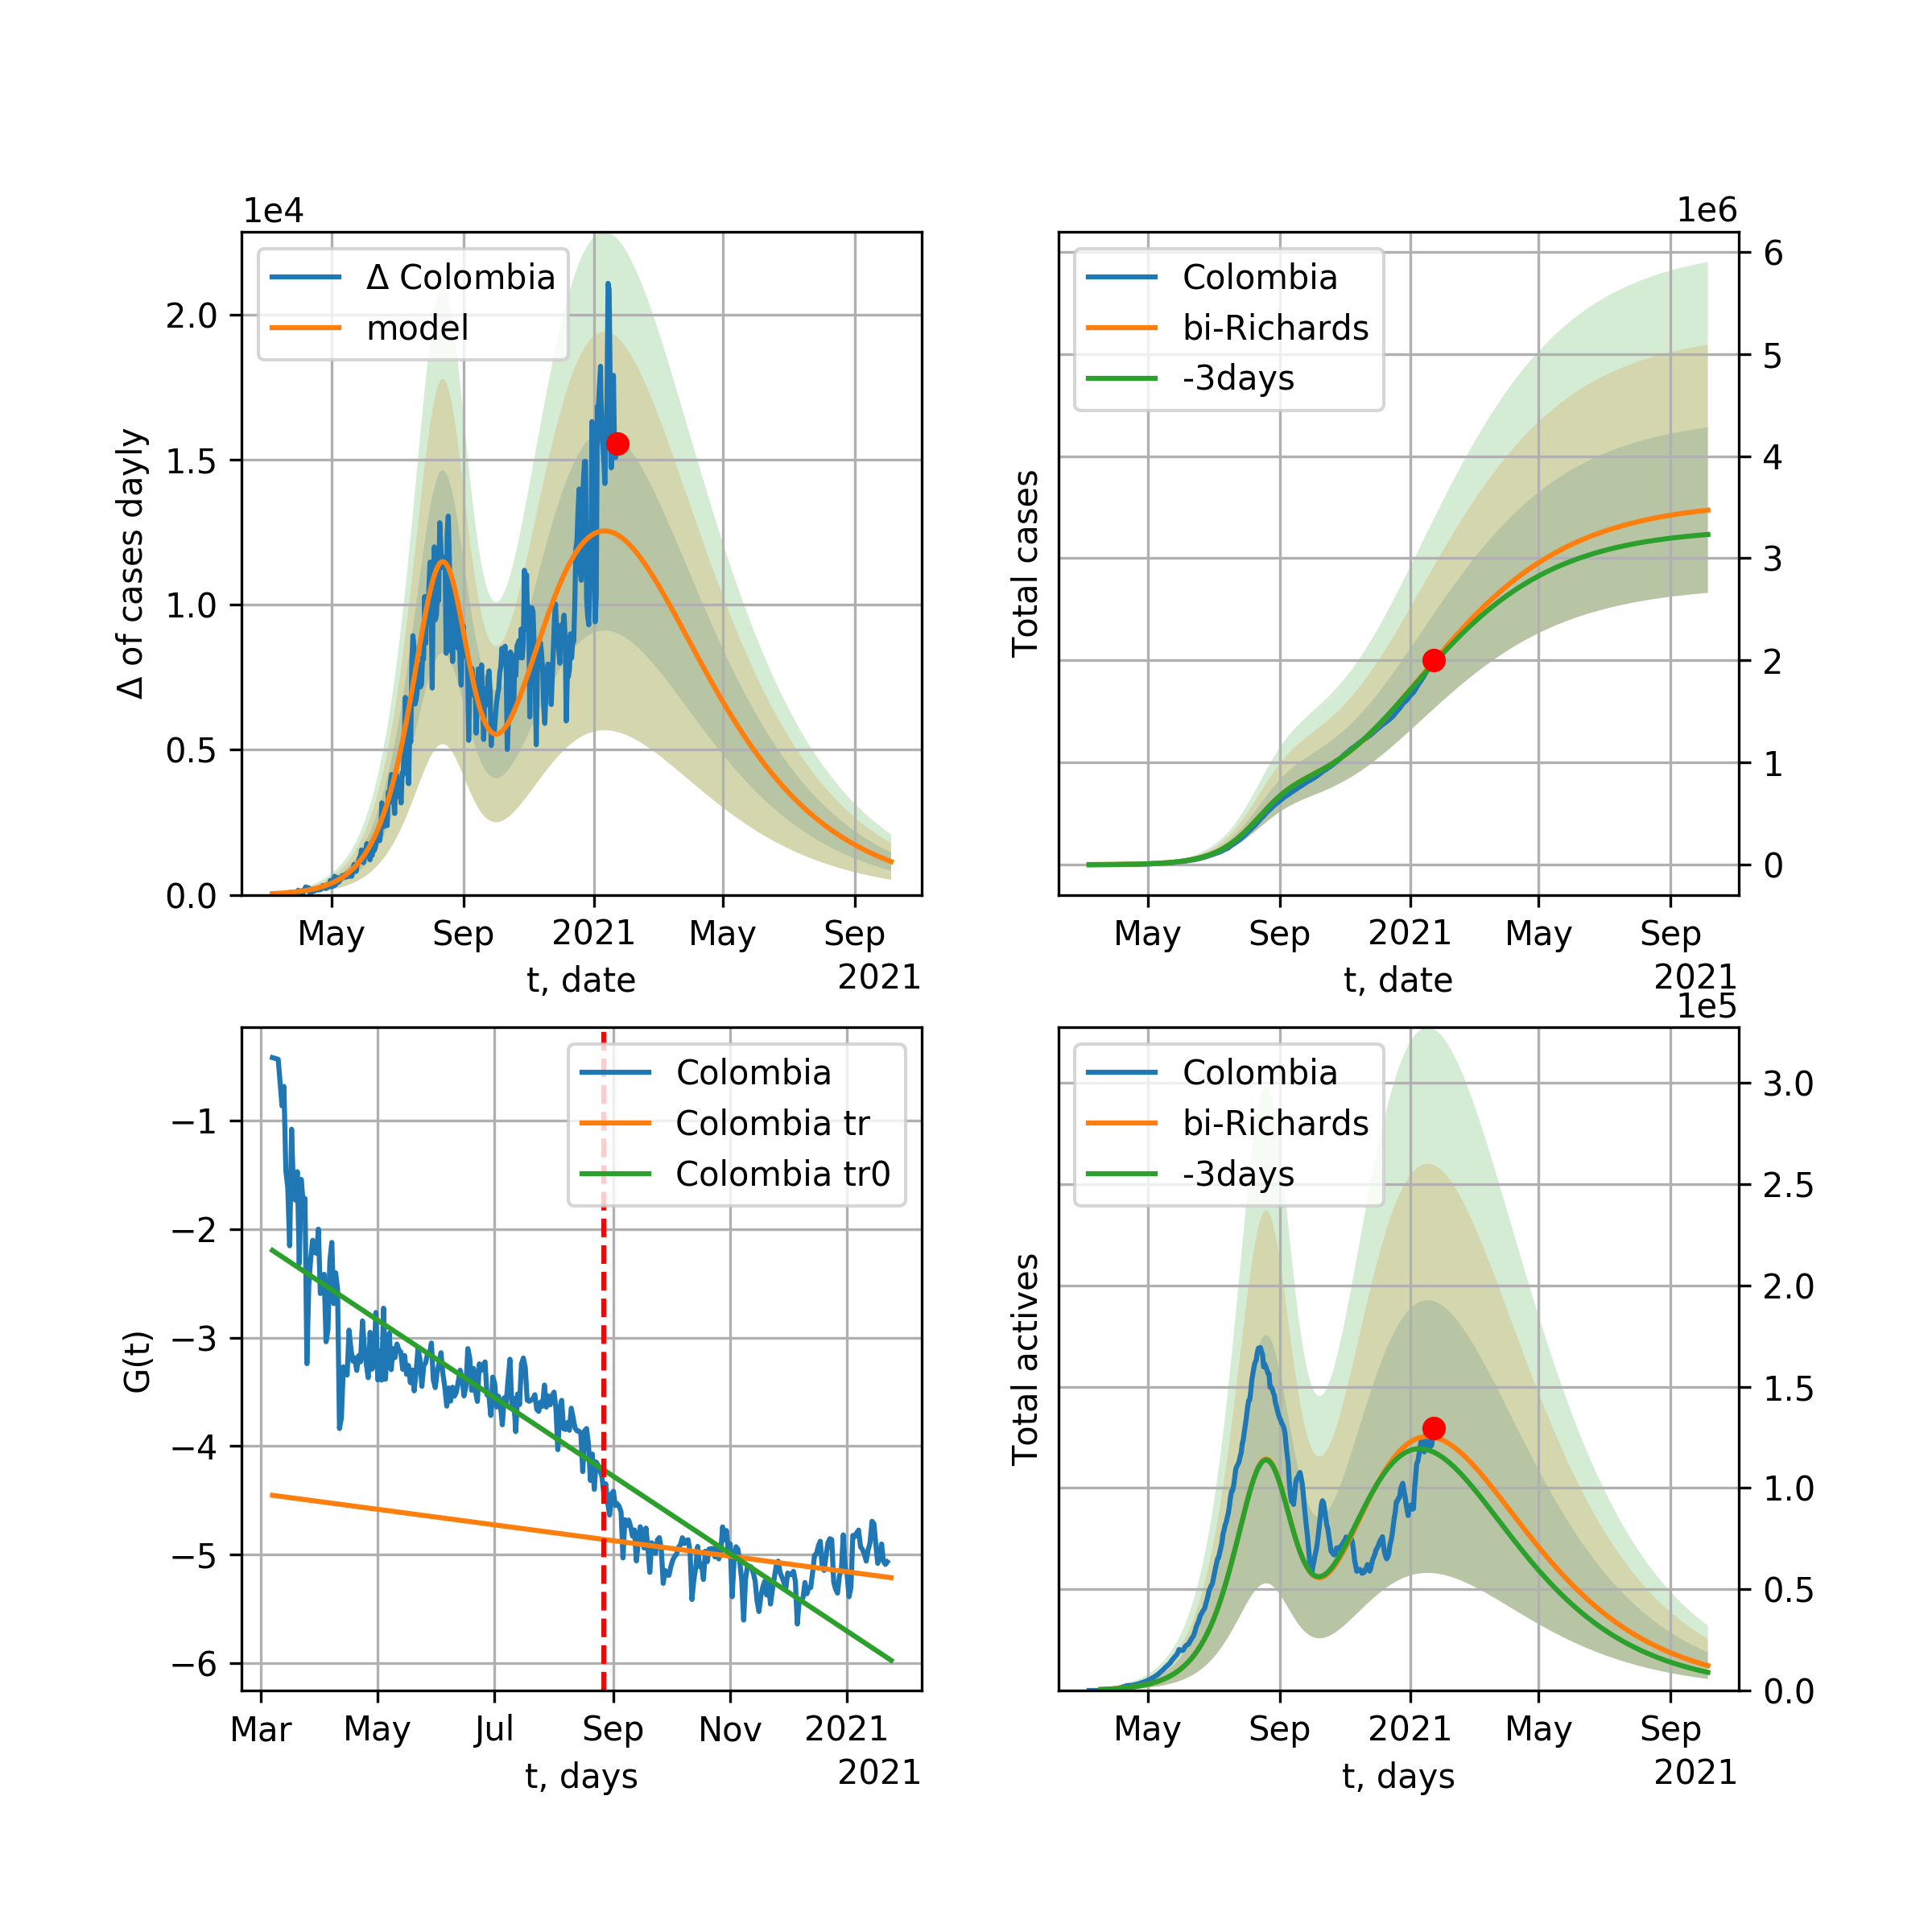 1e4
Δ Colombia
model
2.0
1.5
1.0
0.5
0.0
Δ of cases dayly
May Sep 2021 May Sep
t, date
2021
1e6
Colombia
bi-Richards
-3days
6
5
4
3
2
1
0
Total cases
May Sep 2021 May Sep
t, date
2021
Colombia
Colombia tr
Colombia tr0
−1
−2
−3
−4
−5
−6
G(t)
Mar May Jul Sep Nov 2021
t, days
2021
1e5
Colombia
bi-Richards
-3days
3.0
2.5
2.0
1.5
1.0
0.5
0.0
Total actives
May Sep 2021 May Sep
t, days
2021